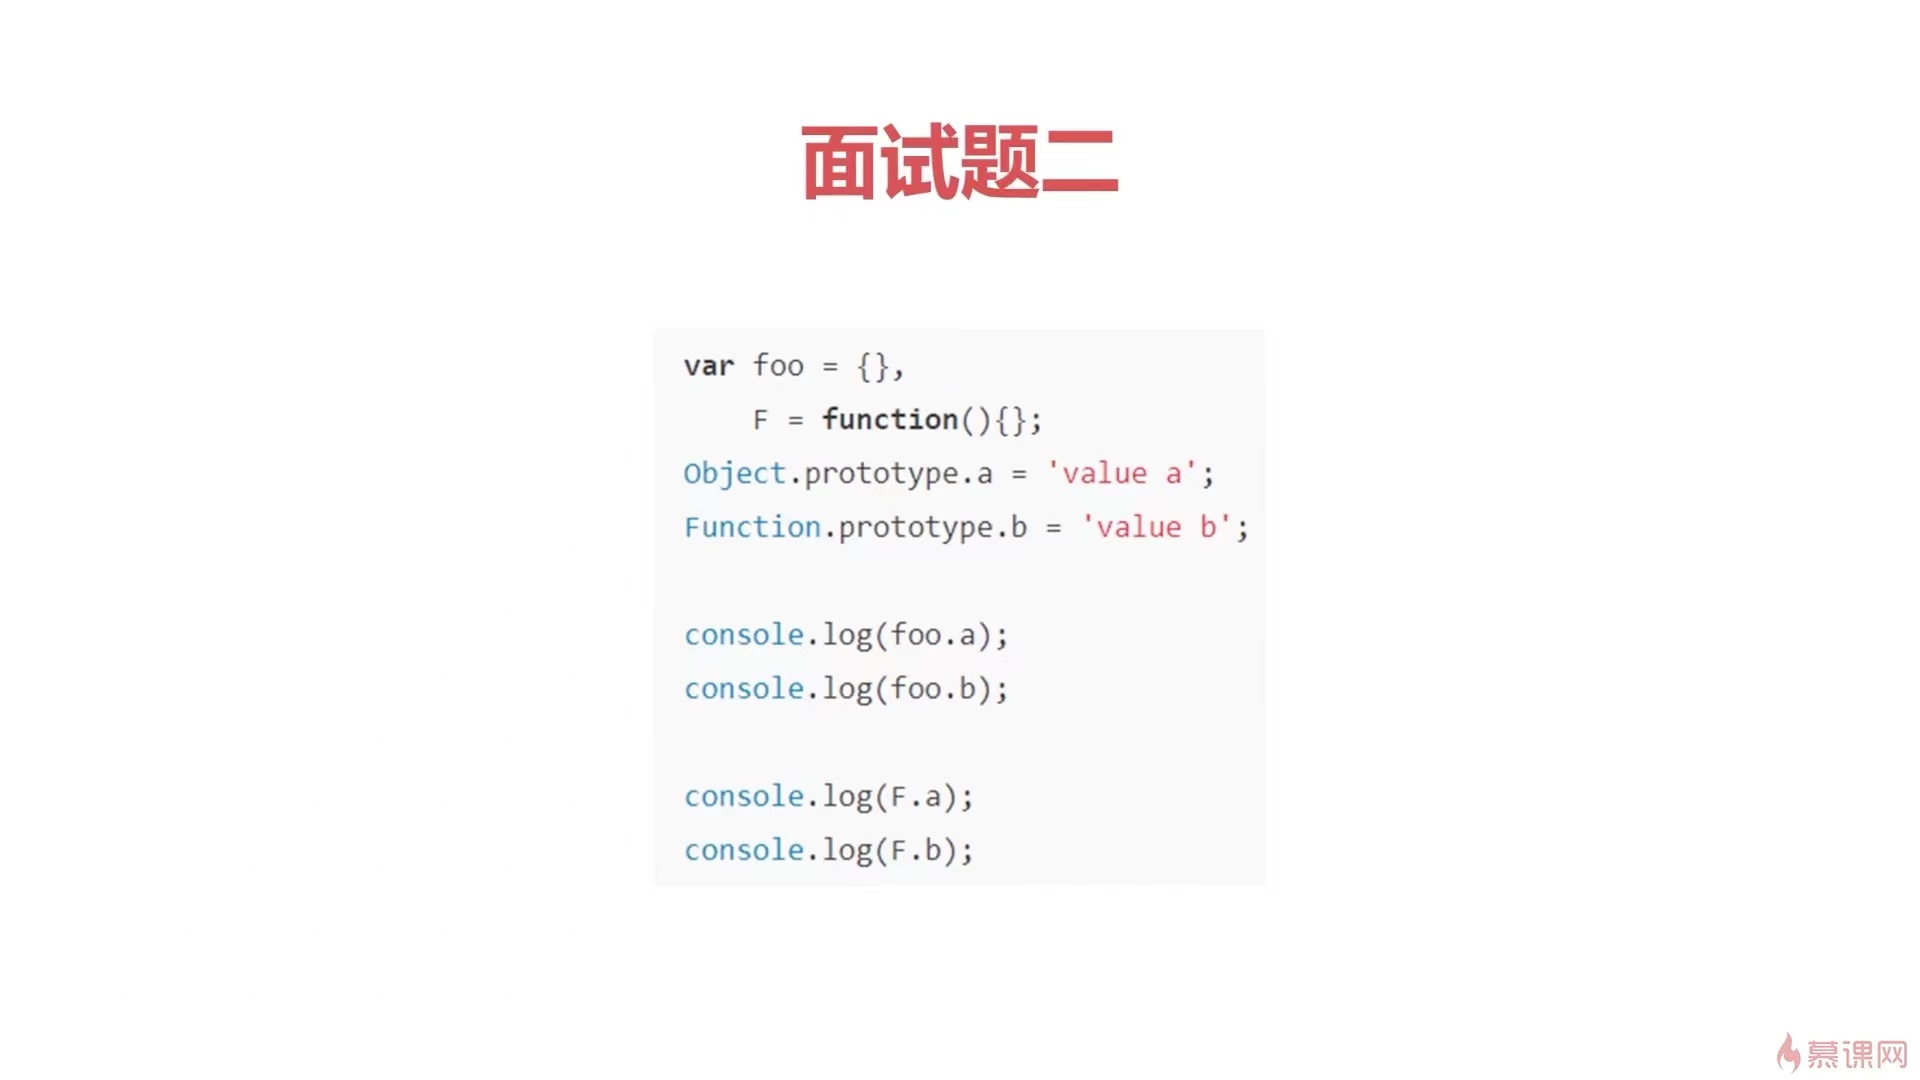 面试题二
var foo = {},
    F = function(){};
Object.prototype.a = 'value a';
Function.prototype.b = 'value b';
console.log(foo.a);
console.log(foo.b);
console.log(F.a);
console.log(F.b);
慕课网